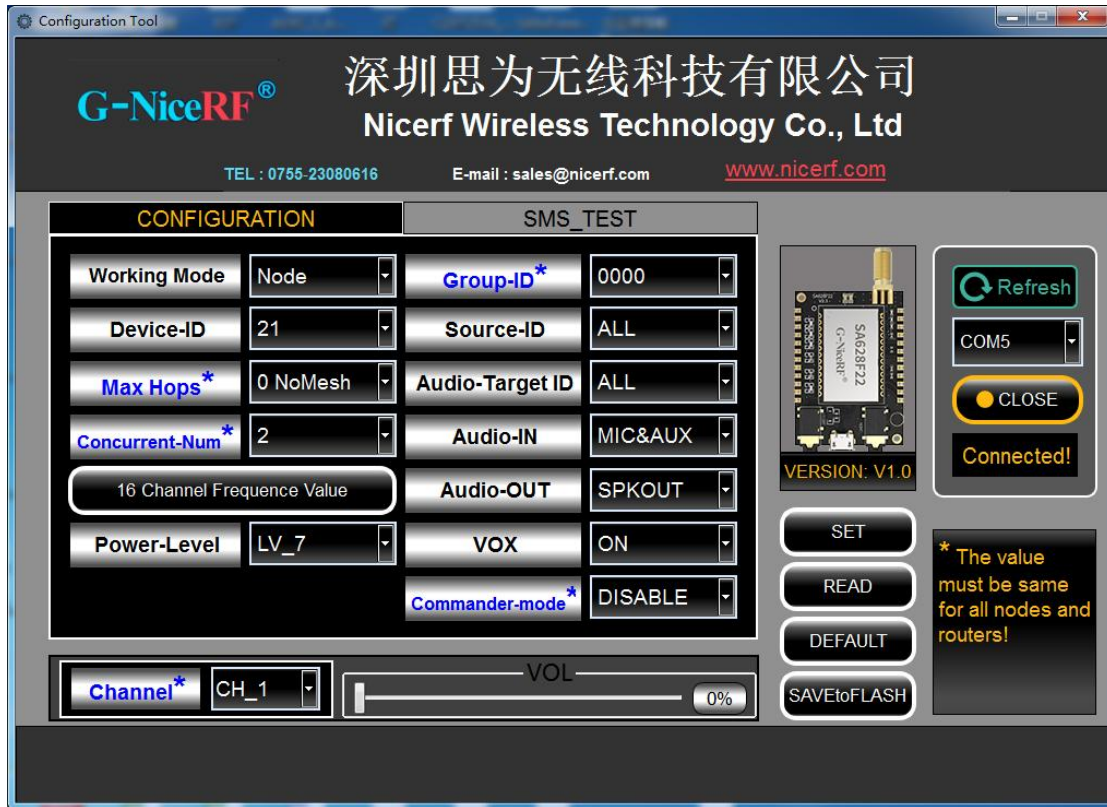 Configuration Tool
G-NiceRF®
深圳思为无线科技有限公司
Nicerf Wireless Technology Co., Ltd
TEL : 0755-23080616
E-mail : sales@nicerf.com
www.nicerf.com
CONFIGURATION
SMS_TEST
Working Mode
Node
Device-ID
21
Max Hops*
0 NoMesh
Concurrent-Num*
2
16 Channel Frequence Value
Power-Level
LV_7
Group-ID*
0000
Source-ID
ALL
Audio-Target ID
ALL
Audio-IN
MIC&AUX
Audio-OUT
SPKOUT
VOX
ON
Commander-mode*
DISABLE
Channel*
CH_1
VOL
0%
SA628F22
G-NiceRF®
VERSION: V1.0
SET
READ
DEFAULT
SAVEtoFLASH
Refresh
COM5
CLOSE
Connected!
* The value
must be same
for all nodes and
routers!